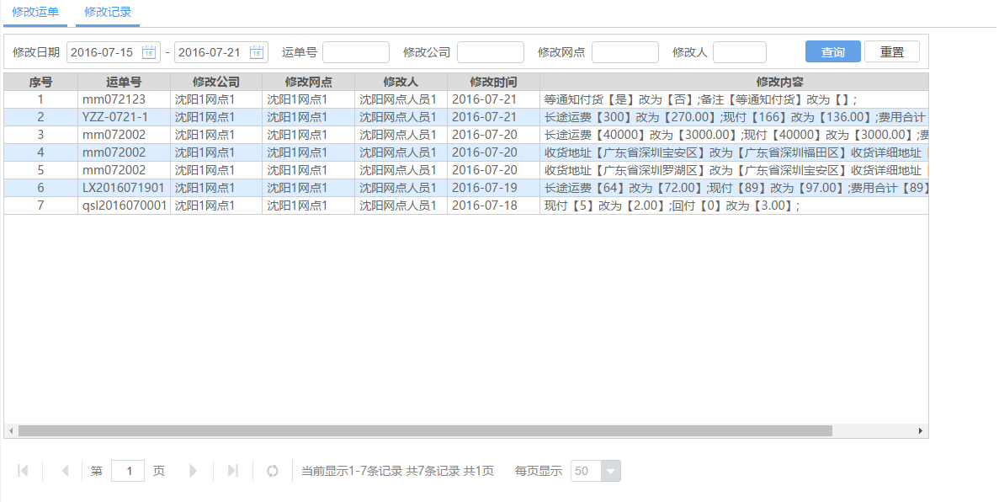 修改运单 修改记录
修改日期 2016-07-15 15 - 2016-07-21 15 运单号 修改公司 修改网点 修改人 查询 重置
序号 运单号 修改公司 修改网点 修改人 修改时间 修改内容
1 mm072123 沈阳1网点1 沈阳1网点1 沈阳网点人员1 2016-07-21 等通知付货【是】改为【否】;备注【等通知付货】改为【】;
2 YZZ-0721-1 沈阳1网点1 沈阳1网点1 沈阳网点人员1 2016-07-21 长途运费【300】改为【270.00】;现付【166】改为【136.00】;费用合计
3 mm072002 沈阳1网点1 沈阳1网点1 沈阳网点人员1 2016-07-20 长途运费【40000】改为【3000.00】;现付【40000】改为【3000.00】;费
4 mm072002 沈阳1网点1 沈阳1网点1 沈阳网点人员1 2016-07-20 收货地址【广东省深圳宝安区】改为【广东省深圳福田区】收货详细地址
5 mm072002 沈阳1网点1 沈阳1网点1 沈阳网点人员1 2016-07-20 收货地址【广东省深圳罗湖区】改为【广东省深圳宝安区】收货详细地址
6 LX2016071901 沈阳1网点1 沈阳1网点1 沈阳网点人员1 2016-07-19 长途运费【64】改为【72.00】;现付【89】改为【97.00】;费用合计【89】
7 qsl2016070001 沈阳1网点1 沈阳1网点1 沈阳网点人员1 2016-07-18 现付【5】改为【2.00】;回付【0】改为【3.00】;
第 1 页 当前显示1-7条记录 共7条记录 共1页 每页显示 50